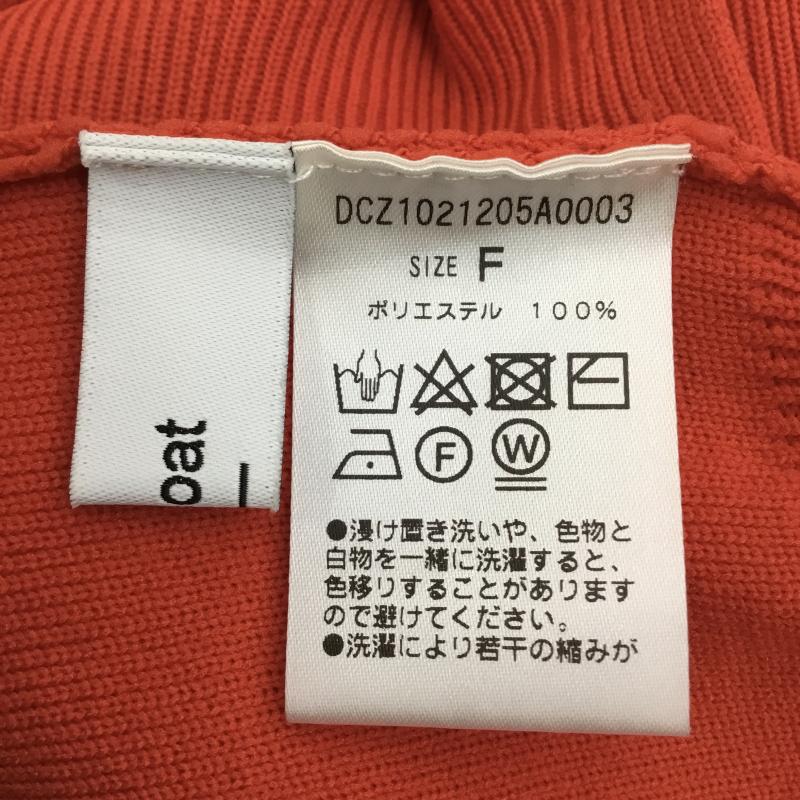 DCZ1021205A0003
SIZE F
ポリエステル 100%
F W
●浸け置き洗いや、色物と
白物を一緒に洗濯すると、
色移りすることがあります
ので避けてください。
●洗濯により若干の縮みが
oat